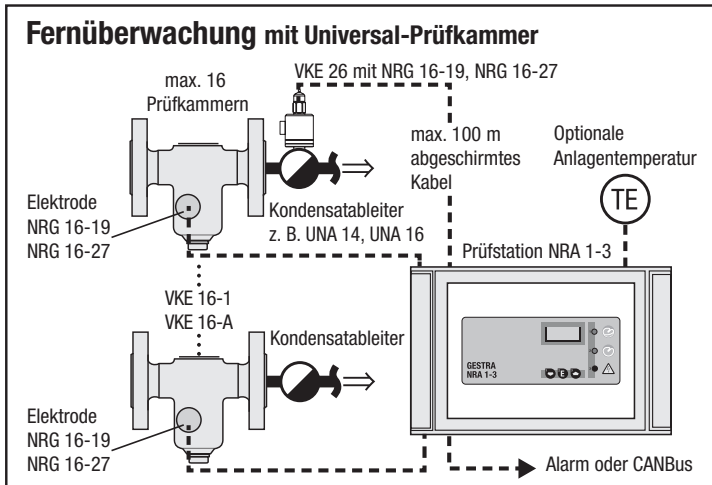 Fernüberwachung mit Universal-Prüfkammer
max. 16
Prüfkammern
VKE 26 mit NRG 16-19, NRG 16-27
max. 100 m
abgeschirmtes
Kabel
Optionale
Anlagentemperatur
TE
Elektrode
NRG 16-19
NRG 16-27
Kondensatableiter
z. B. UNA 14, UNA 16
Prüfstation NRA 1-3
VKE 16-1
VKE 16-A
Kondensatableiter
GESTRA
NRA 1-3
E
Elektrode
NRG 16-19
NRG 16-27
Alarm oder CANBus